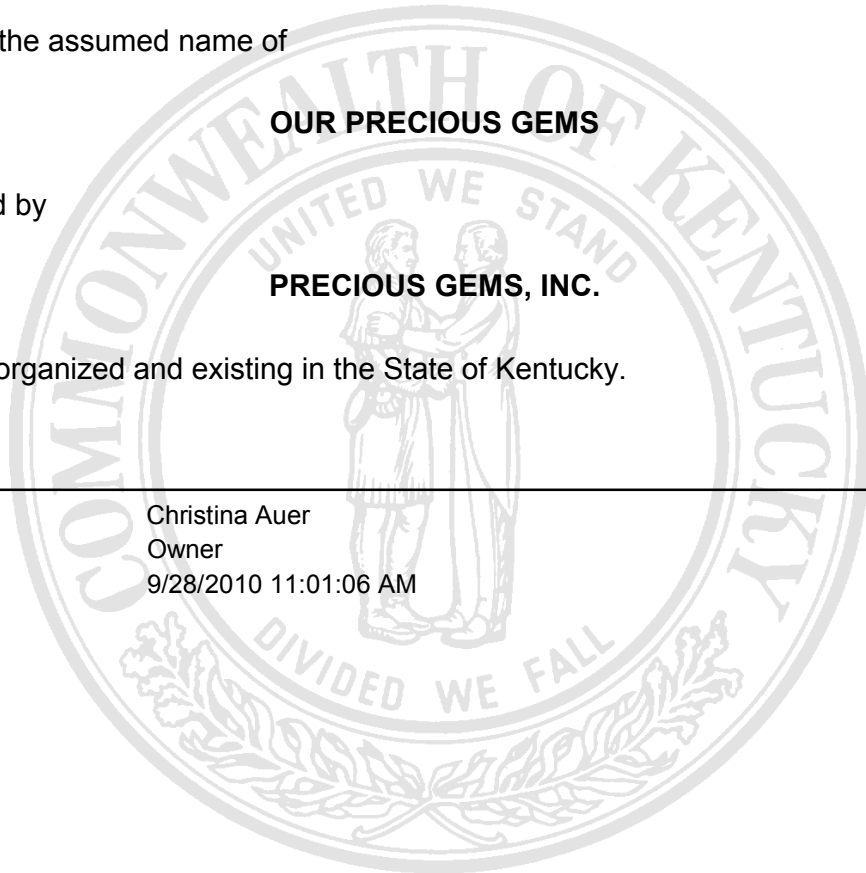 the assumed name of
OUR PRECIOUS GEMS
d by
PRECIOUS GEMS, INC.
organized and existing in the State of Kentucky.
Christina Auer
Owner
9/28/2010 11:01:06 AM
COMMONWEALTH OF KENTUCKY
UNITED WE STAND
DIVIDED WE FALL